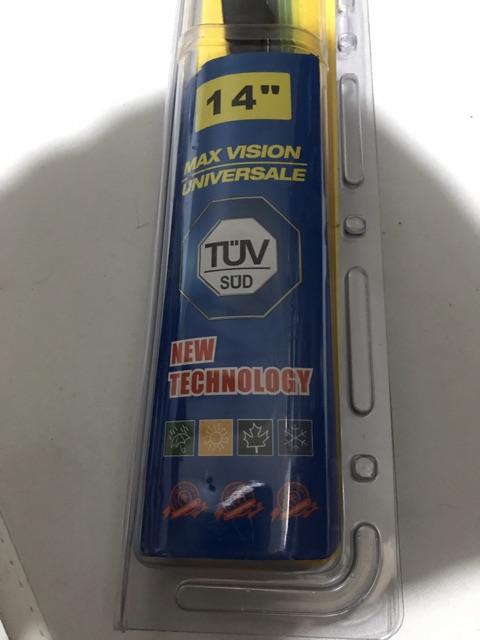 14"
MAX VISION
UNIVERSALE
TÜV
SÜD
NEW
TECHNOLOGY